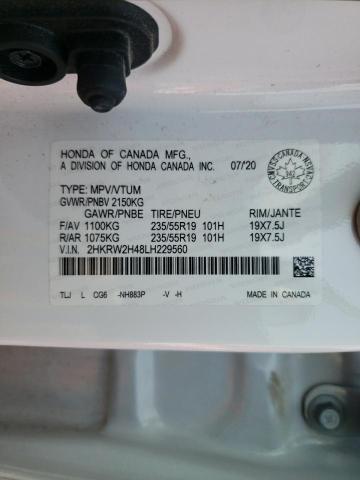 HONDA OF CANADA MFG.,
A DIVISION OF HONDA CANADA INC. 07/'20
TYPE: MPV/VTUM
GVWR/PNBV 2150KG
GAWR/PNBE TIRE/PNEU RIM/JANTE
F/AV 1100KG 235/55R19 101H 19X7.5J
R/AR 1075KG 235/55R19 101H 19X7.5J
V.I.N. 2HKRW2H48LH229560
TLJ L CG6 -NH883P -V -H MADE IN CANADA